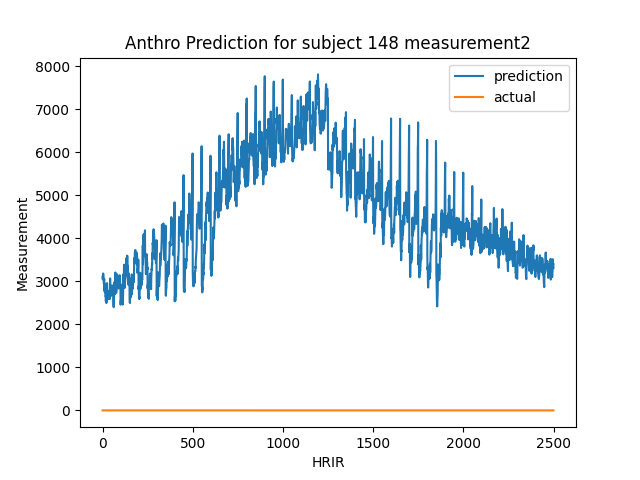 Anthro Prediction for subject 148 measurement2
prediction
actual
8000
7000
6000
5000
4000
3000
2000
1000
0
Measurement
0 500 1000 1500 2000 2500
HRIR